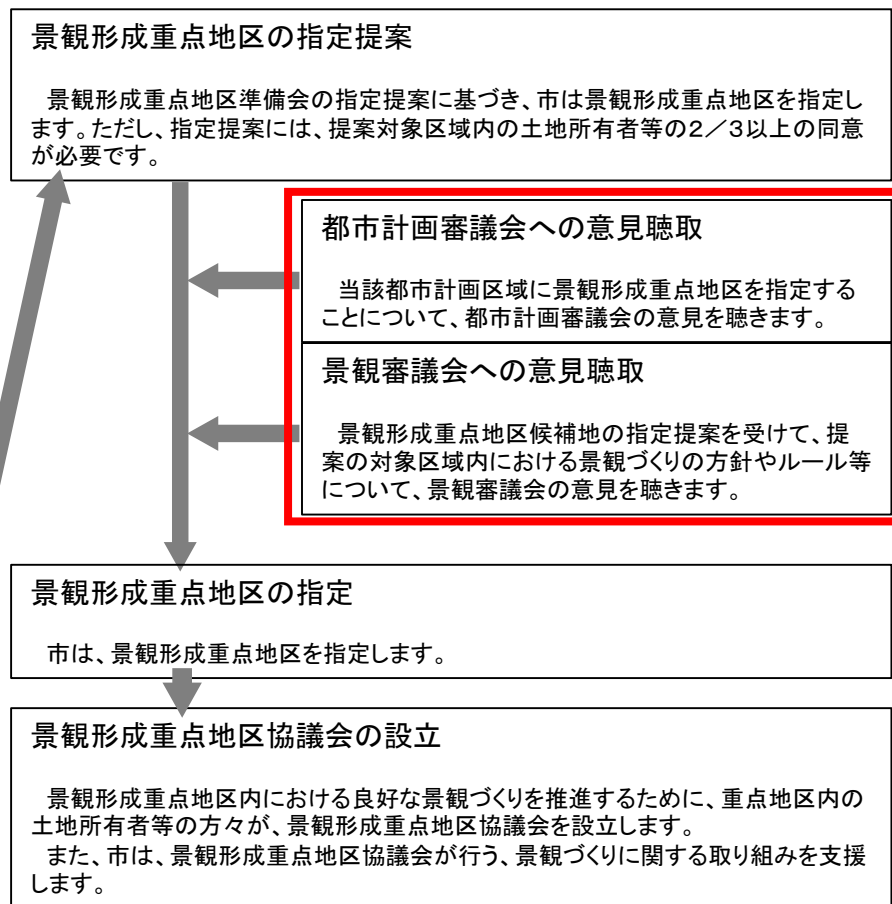 景観形成重点地区の指定提案
景観形成重点地区準備会の指定提案に基づき、市は景観形成重点地区を指定し
ます。ただし、指定提案には、提案対象区域内の土地所有者等の2／3以上の同意
が必要です。
都市計画審議会への意見聴取
当該都市計画区域に景観形成重点地区を指定する
ことについて、都市計画審議会の意見を聴きます。
景観審議会への意見聴取
景観形成重点地区候補地の指定提案を受けて、提
案の対象区域内における景観づくりの方針やルール等
について、景観審議会の意見を聴きます。
景観形成重点地区の指定
市は、景観形成重点地区を指定します。
景観形成重点地区協議会の設立
景観形成重点地区内における良好な景観づくりを推進するために、重点地区内の
土地所有者等の方々が、景観形成重点地区協議会を設立します。
また、市は、景観形成重点地区協議会が行う、景観づくりに関する取り組みを支援
します。